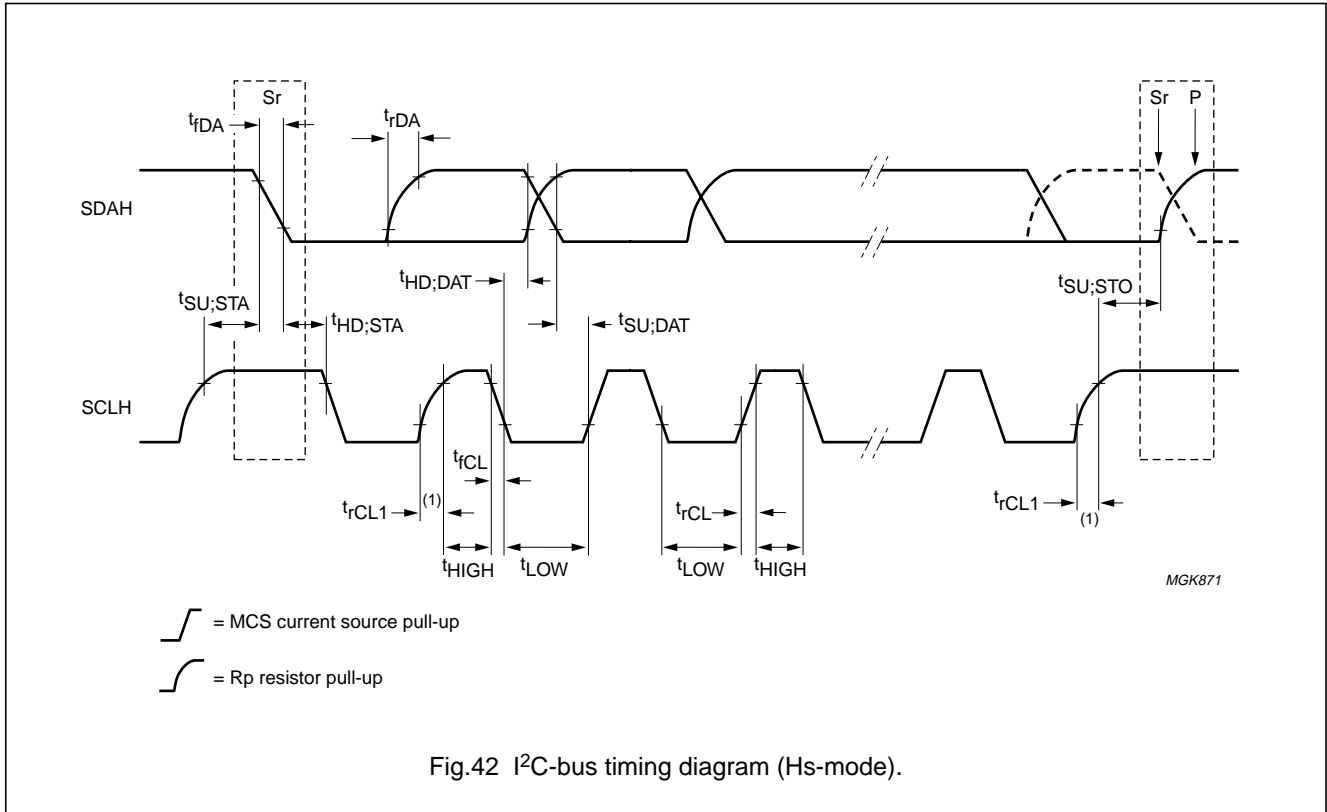 Sr
Sr P
tfDA
trDA
SDAH
tHD;DAT
tSU;STA
tHD;STA
tSU;DAT
tSU;STO
SCLH
tfCL
trCL1 (1)
trCL
trCL1 (1)
tHIGH
tLOW
tLOW
tHIGH
MGK871
= MCS current source pull-up
= Rp resistor pull-up
Fig.42 I²C-bus timing diagram (Hs-mode).